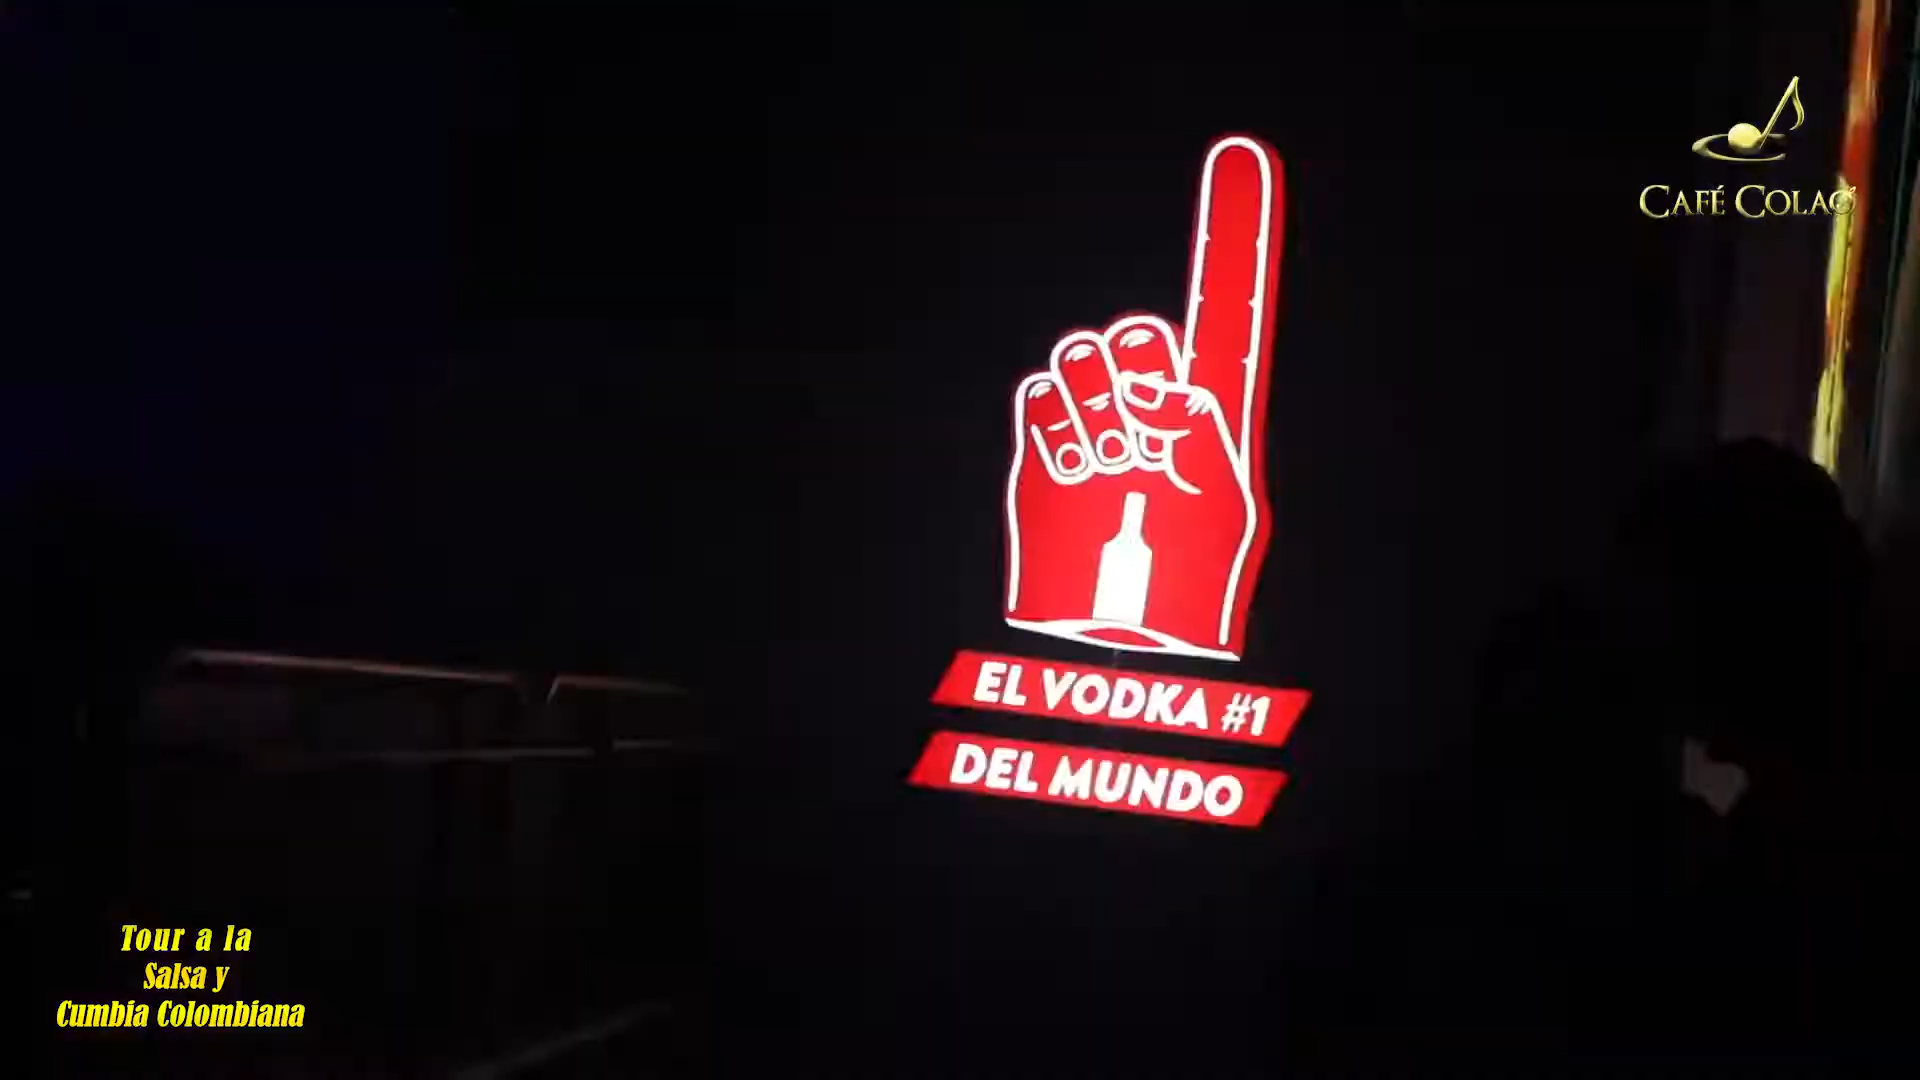 CAFÉ COLAO
EL VODKA #1
DEL MUNDO
Tour a la
Salsa y
Cumbia Colombiana